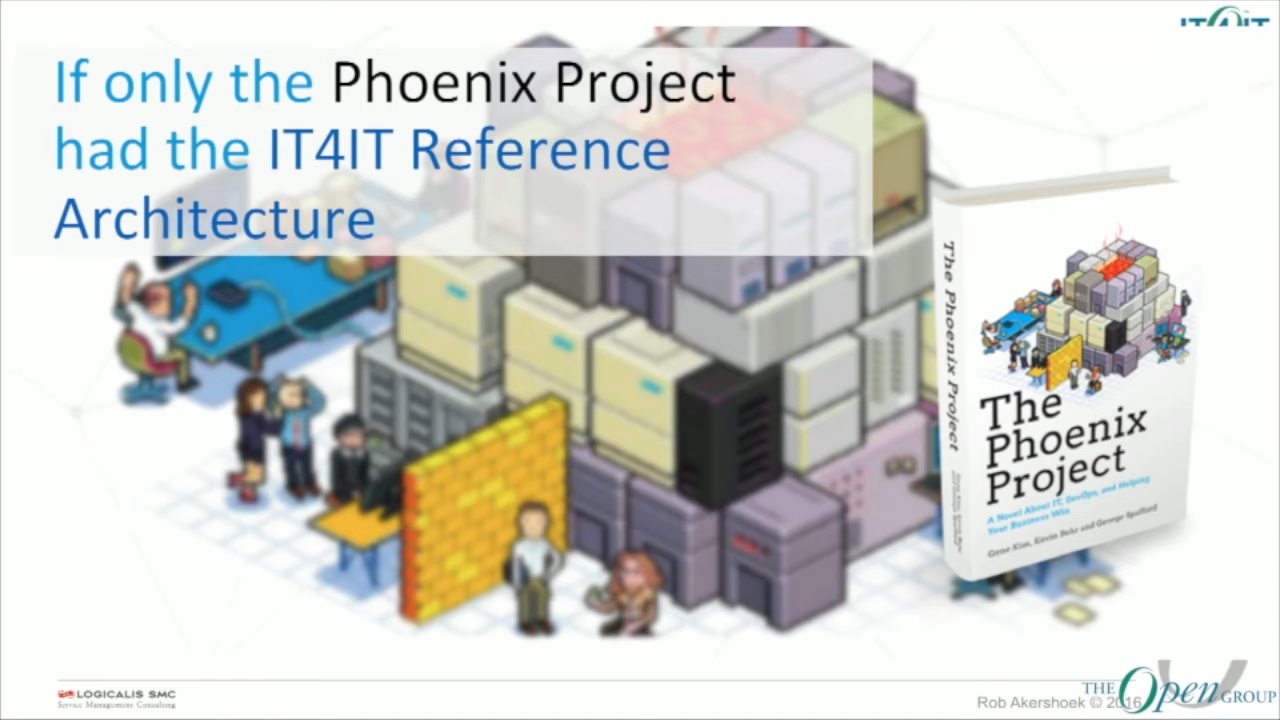 If only the Phoenix Project
had the IT4IT Reference
Architecture
IT4IT
The Phoenix Project
The
Phoenix
Project
A Novel About IT, DevOps, and Helping
Your Business Win
Gene Kim, Kevin Behr and George Spafford
LOGICALIS SMC
Service Management Consulting
Rob Akershoek © 2016
THE Open GROUP